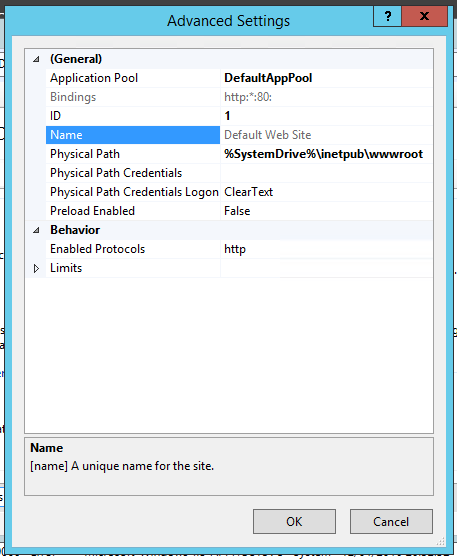 Advanced Settings
?
x
(General)
Application Pool DefaultAppPool
Bindings http:*:80:
ID 1
Name Default Web Site
Physical Path %SystemDrive%\inetpub\wwwroot
Physical Path Credentials
Physical Path Credentials Logon ClearText
Preload Enabled False
Behavior
Enabled Protocols http
Limits
Name
[name] A unique name for the site.
OK Cancel